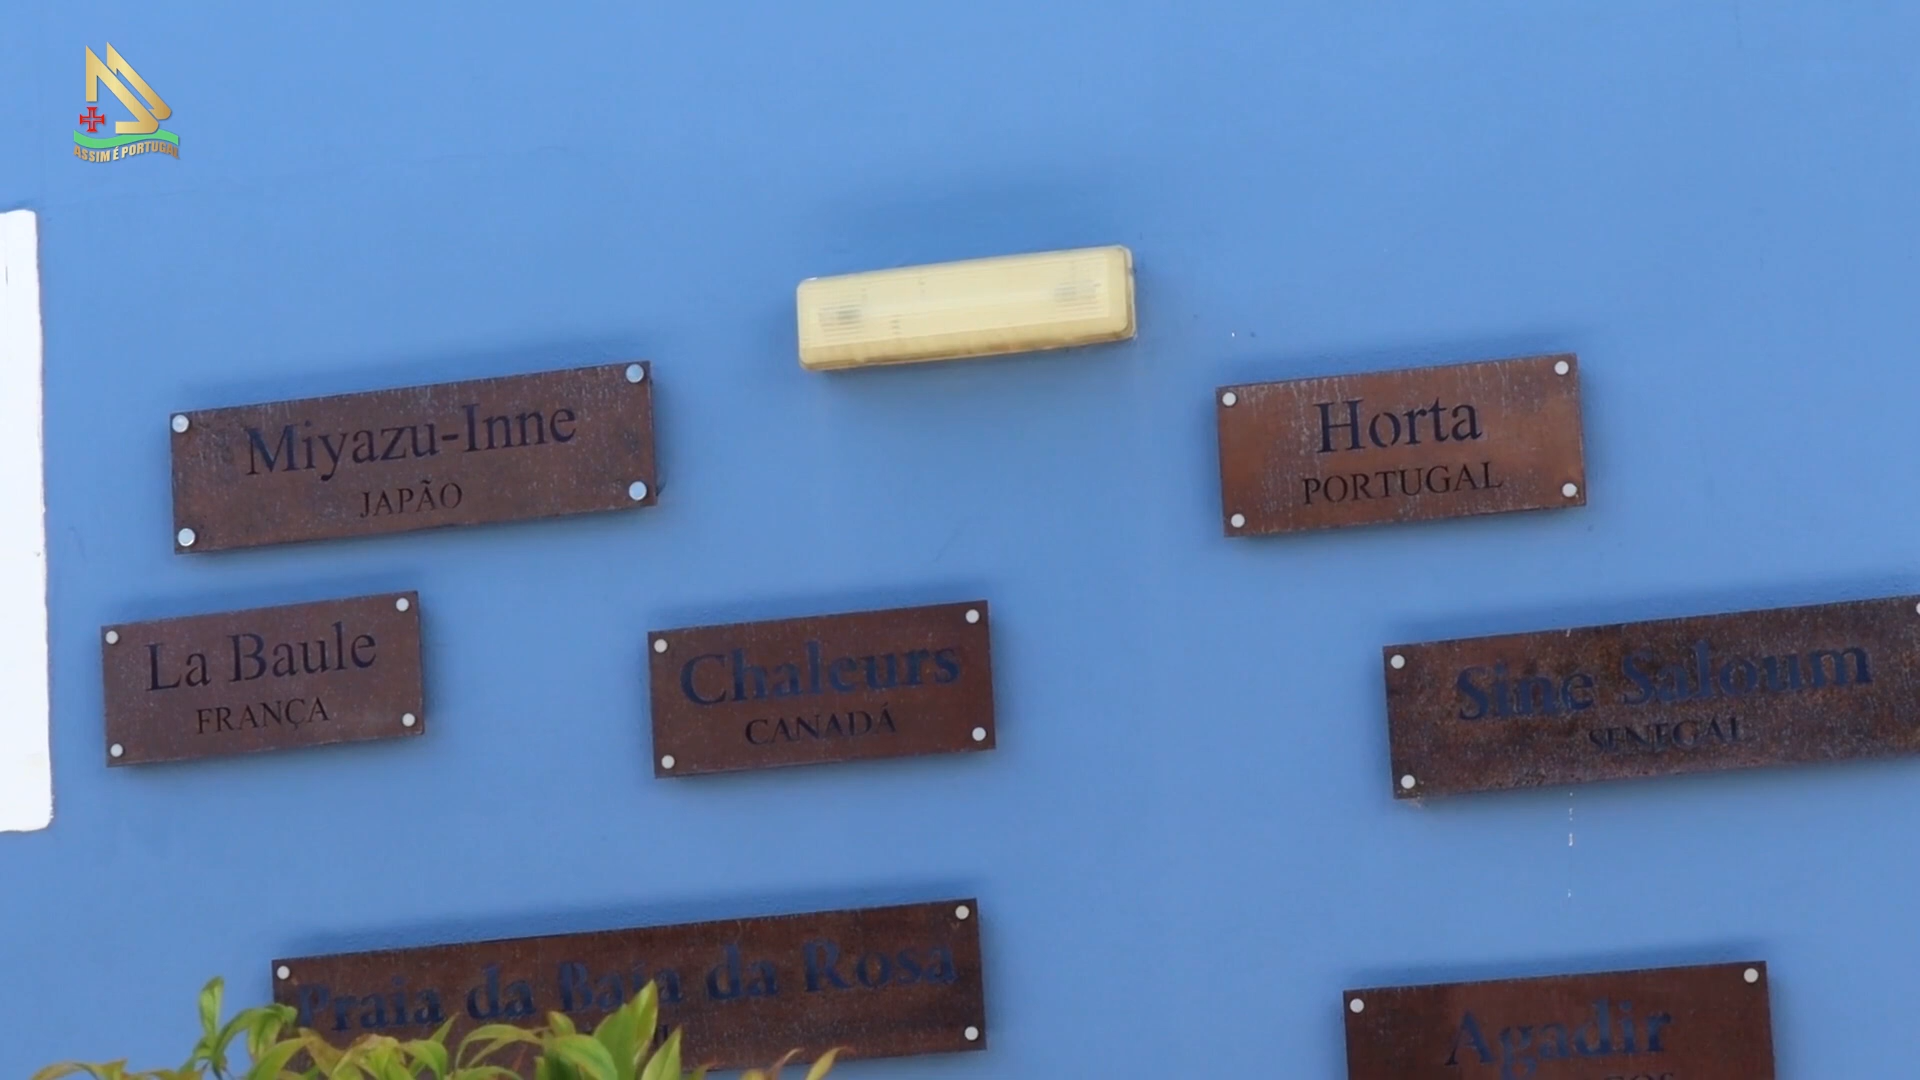 ASSIM É PORTUGAL
Miyazu-Inne
JAPÃO
Horta
PORTUGAL
La Baule
FRANÇA
Chaleurs
CANADÁ
Sine Saloum
SENEGAL
Praia da Baia da Rosa
Agadir